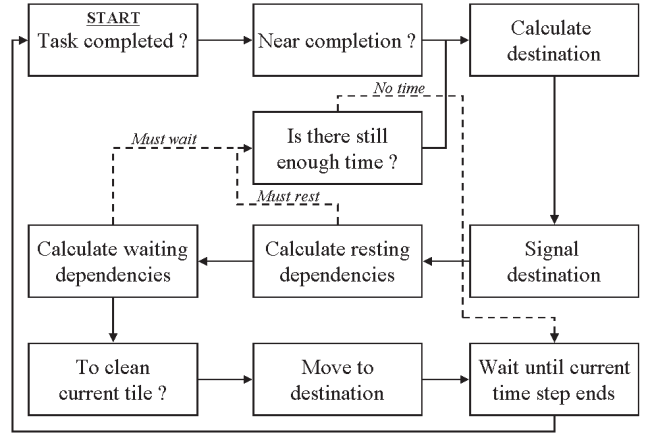 START
Task completed ?
Near completion ?
Calculate
destination
No time
Is there still
enough time ?
Must wait
Must rest
Calculate waiting
dependencies
Calculate resting
dependencies
Signal
destination
To clean
current tile ?
Move to
destination
Wait until current
time step ends